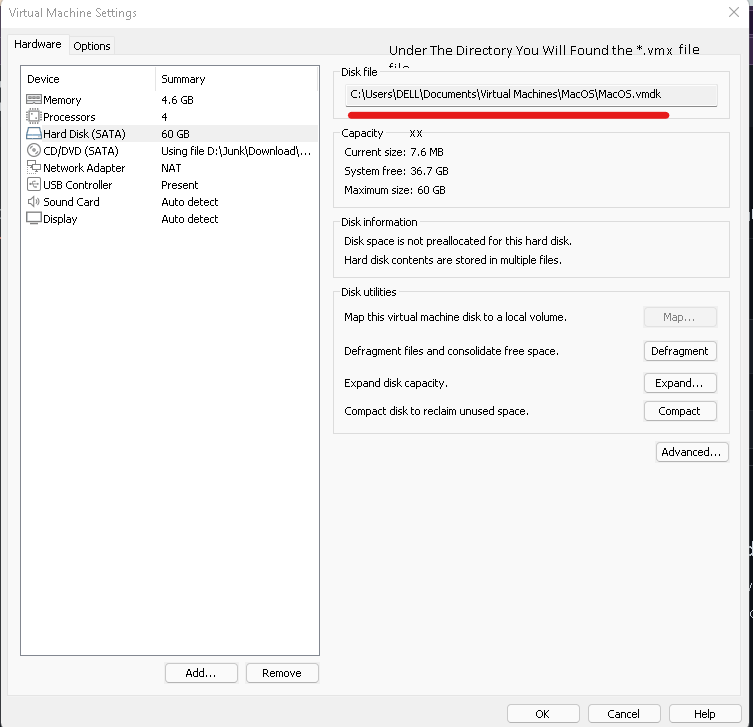 Virtual Machine Settings
Hardware
Options
Device Summary
Memory 4.6 GB
Processors 4
Hard Disk (SATA) 60 GB
CD/DVD (SATA) Using file D:\Junk\Download\...
Network Adapter NAT
USB Controller Present
Sound Card Auto detect
Display Auto detect
Add...
Remove
Under The Directory You Will Found the *.vmx file
file
Disk file
C:\Users\DELL\Documents\Virtual Machines\MacOS\MacOS.vmdk
Capacity xx
Current size: 7.6 MB
System free: 36.7 GB
Maximum size: 60 GB
Disk information
Disk space is not preallocated for this hard disk.
Hard disk contents are stored in multiple files.
Disk utilities
Map this virtual machine disk to a local volume. Map...
Defragment files and consolidate free space. Defragment
Expand disk capacity. Expand...
Compact disk to reclaim unused space. Compact
Advanced...
OK
Cancel
Help